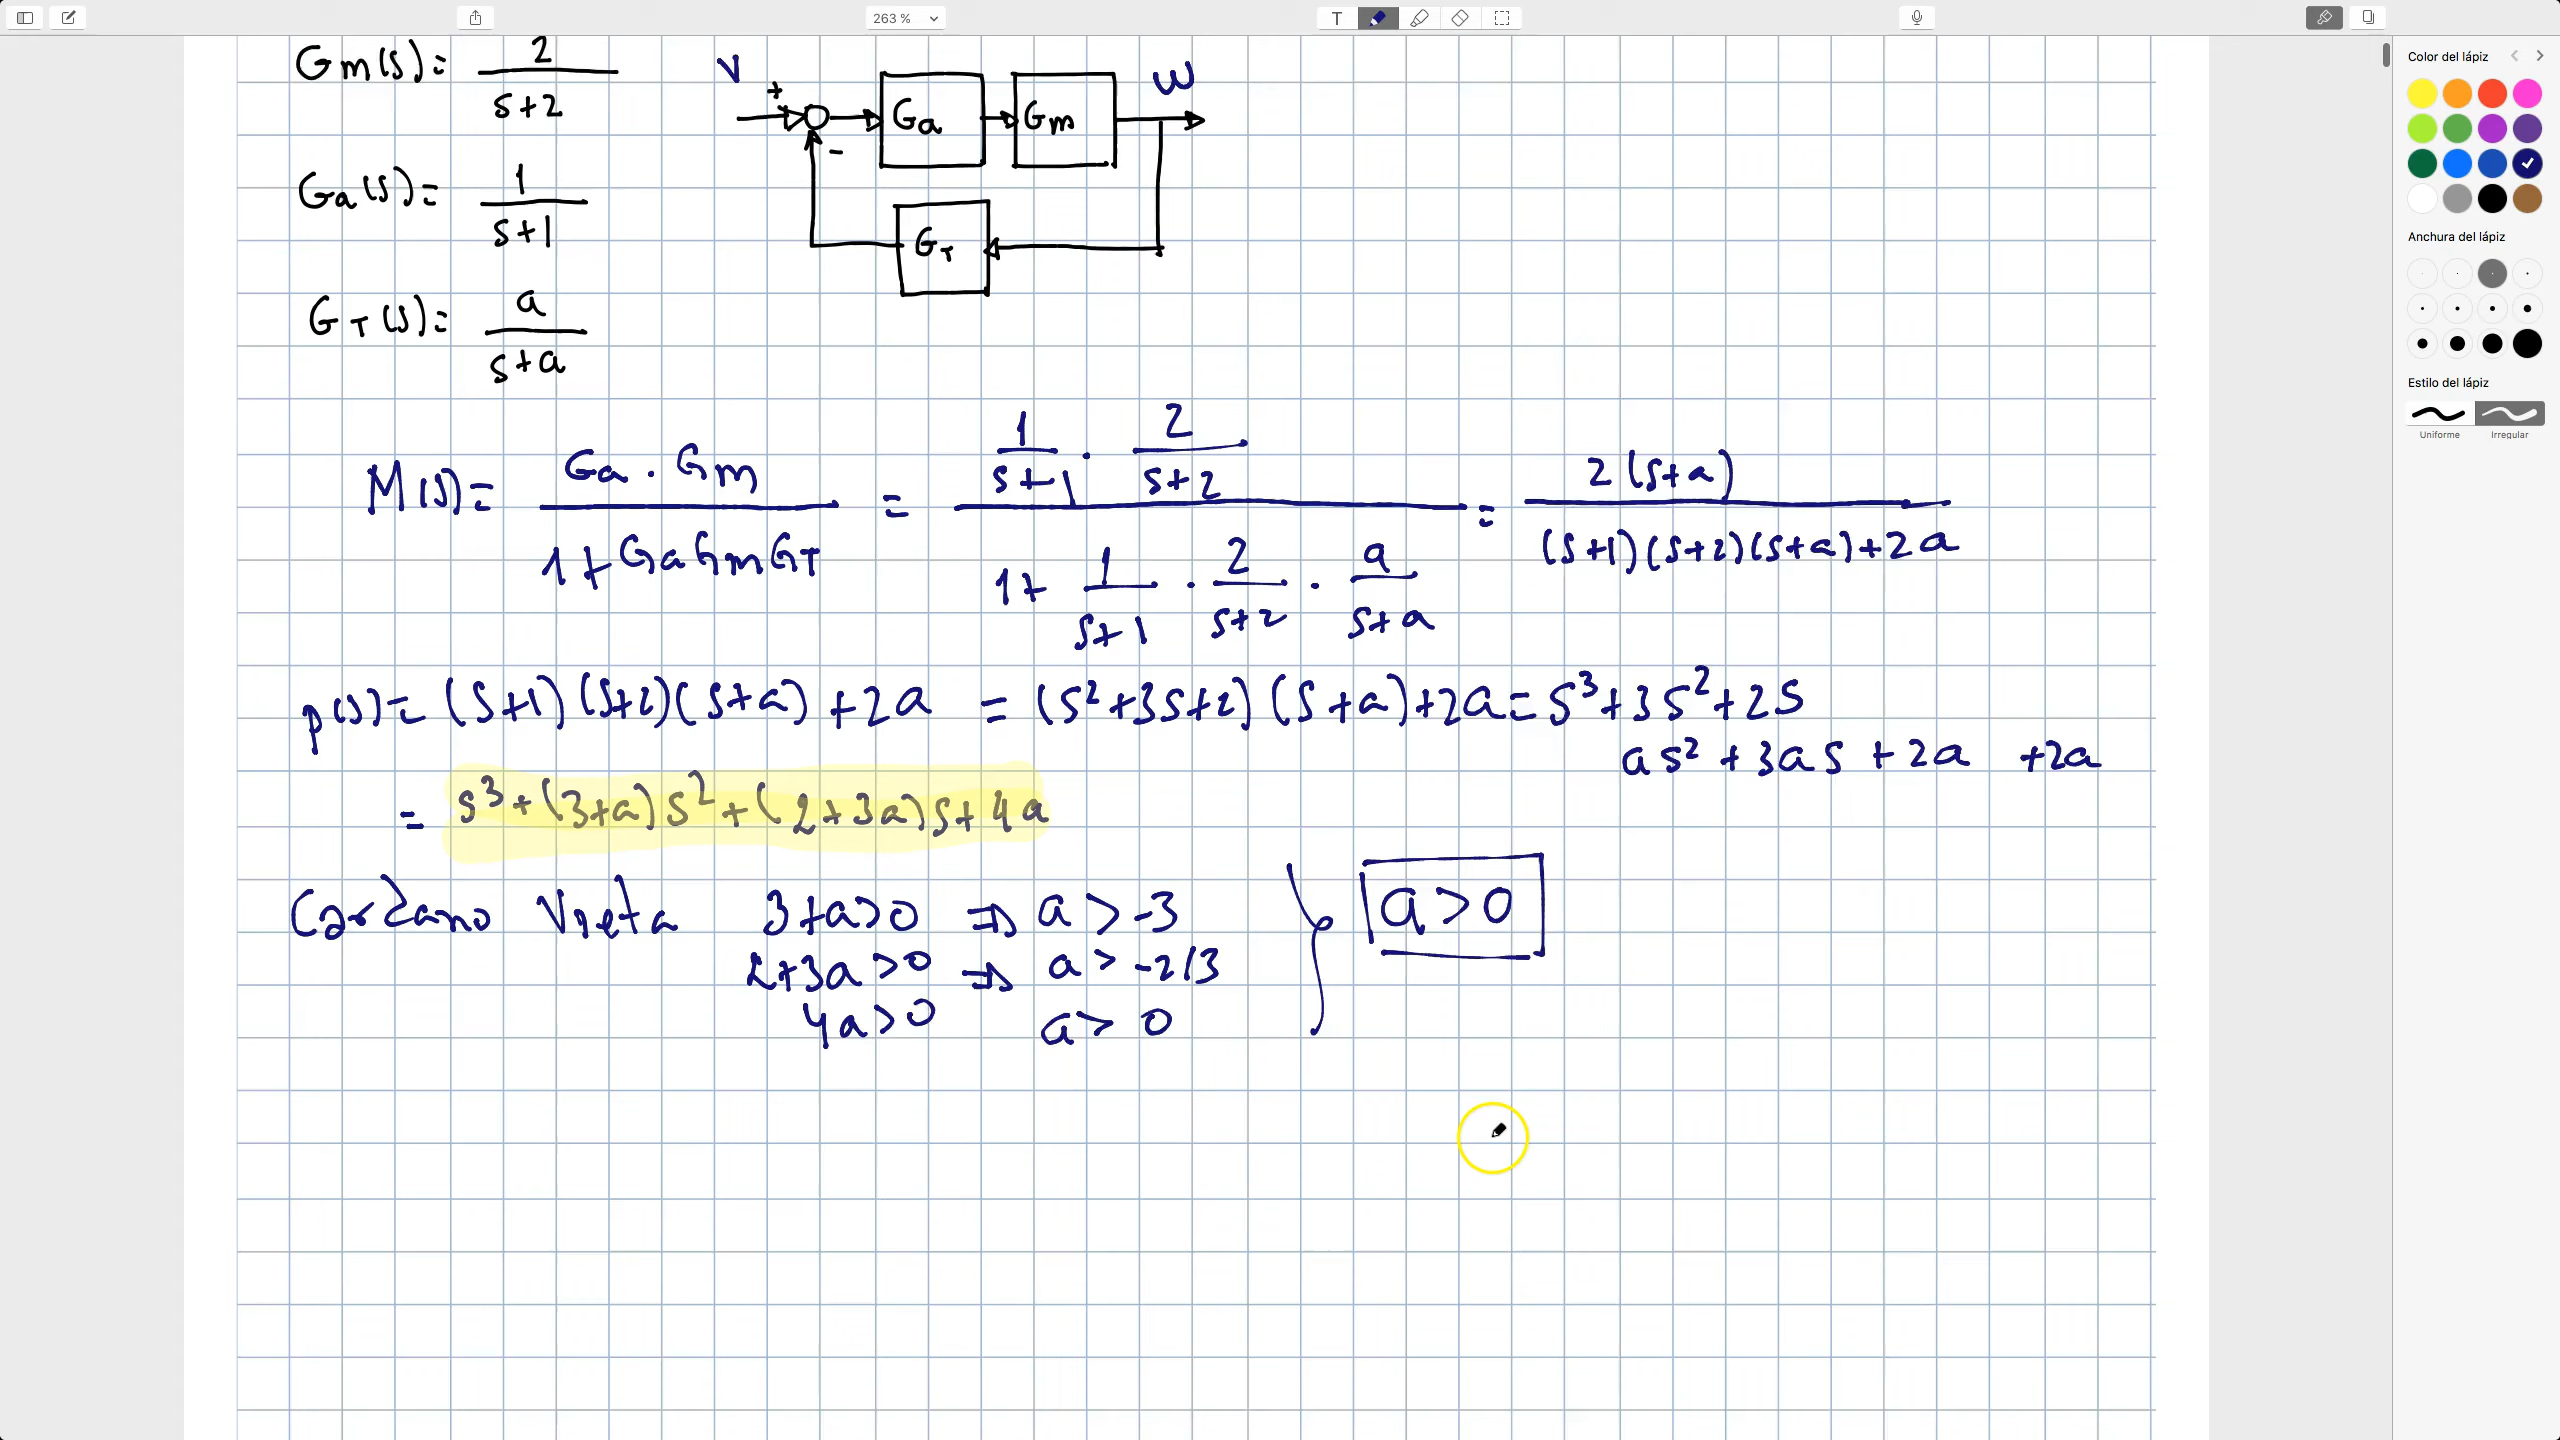 263 %
T
Color del lápiz
Anchura del lápiz
Estilo del lápiz
Uniforme Irregular
Gm(s)= 2
s+2
Ga(s)= 1
s+1
GT(s)= a
s+a
V + - Ga Gm ω
GT
M(s)= Ga . Gm = 1 . 2 = 2(s+a)
s+1 s+2
1+GaGmGT 1+ 1 . 2 . a (s+1)(s+2)(s+a)+2a
s+1 s+2 s+a
p(s)= (s+1)(s+2)(s+a)+2a = (s²+3s+2)(s+a)+2a = s³+3s²+2s
as²+3as+2a +2a
= s³+(3+a)s²+(2+3a)s+4a
Cardano Vieta 3+a>0 ⇒ a>-3
2+3a>0 ⇒ a>-2/3
4a>0 a>0
a>0